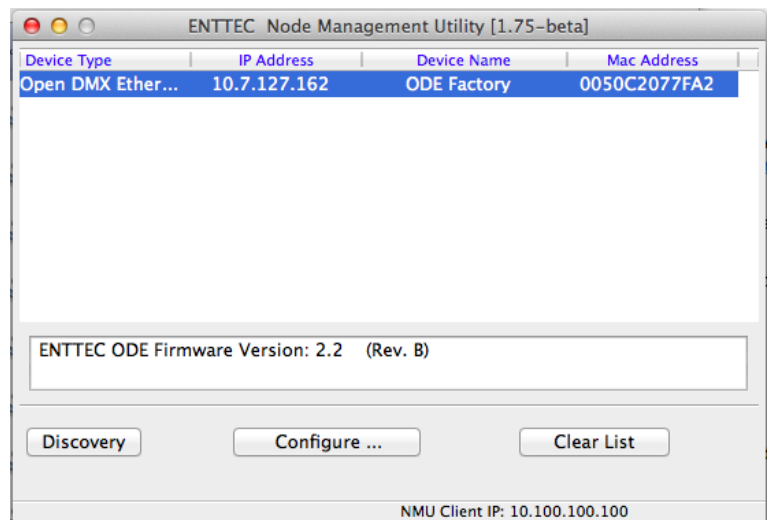 ENTTEC Node Management Utility [1.75-beta]
Device Type IP Address Device Name Mac Address
Open DMX Ether... 10.7.127.162 ODE Factory 0050C2077FA2
ENTTEC ODE Firmware Version: 2.2 (Rev. B)
Discovery Configure ... Clear List
NMU Client IP: 10.100.100.100